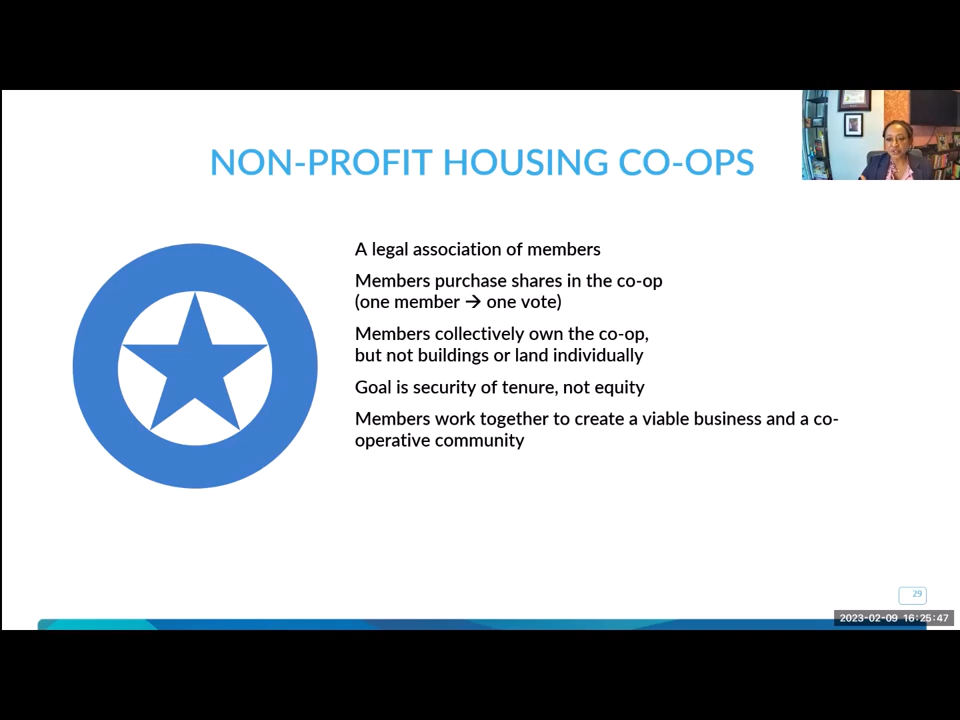 NON-PROFIT HOUSING CO-OPS
A legal association of members
Members purchase shares in the co-op
(one member → one vote)
Members collectively own the co-op,
but not buildings or land individually
Goal is security of tenure, not equity
Members work together to create a viable business and a co-
operative community
29
2023-02-09 16:25:47